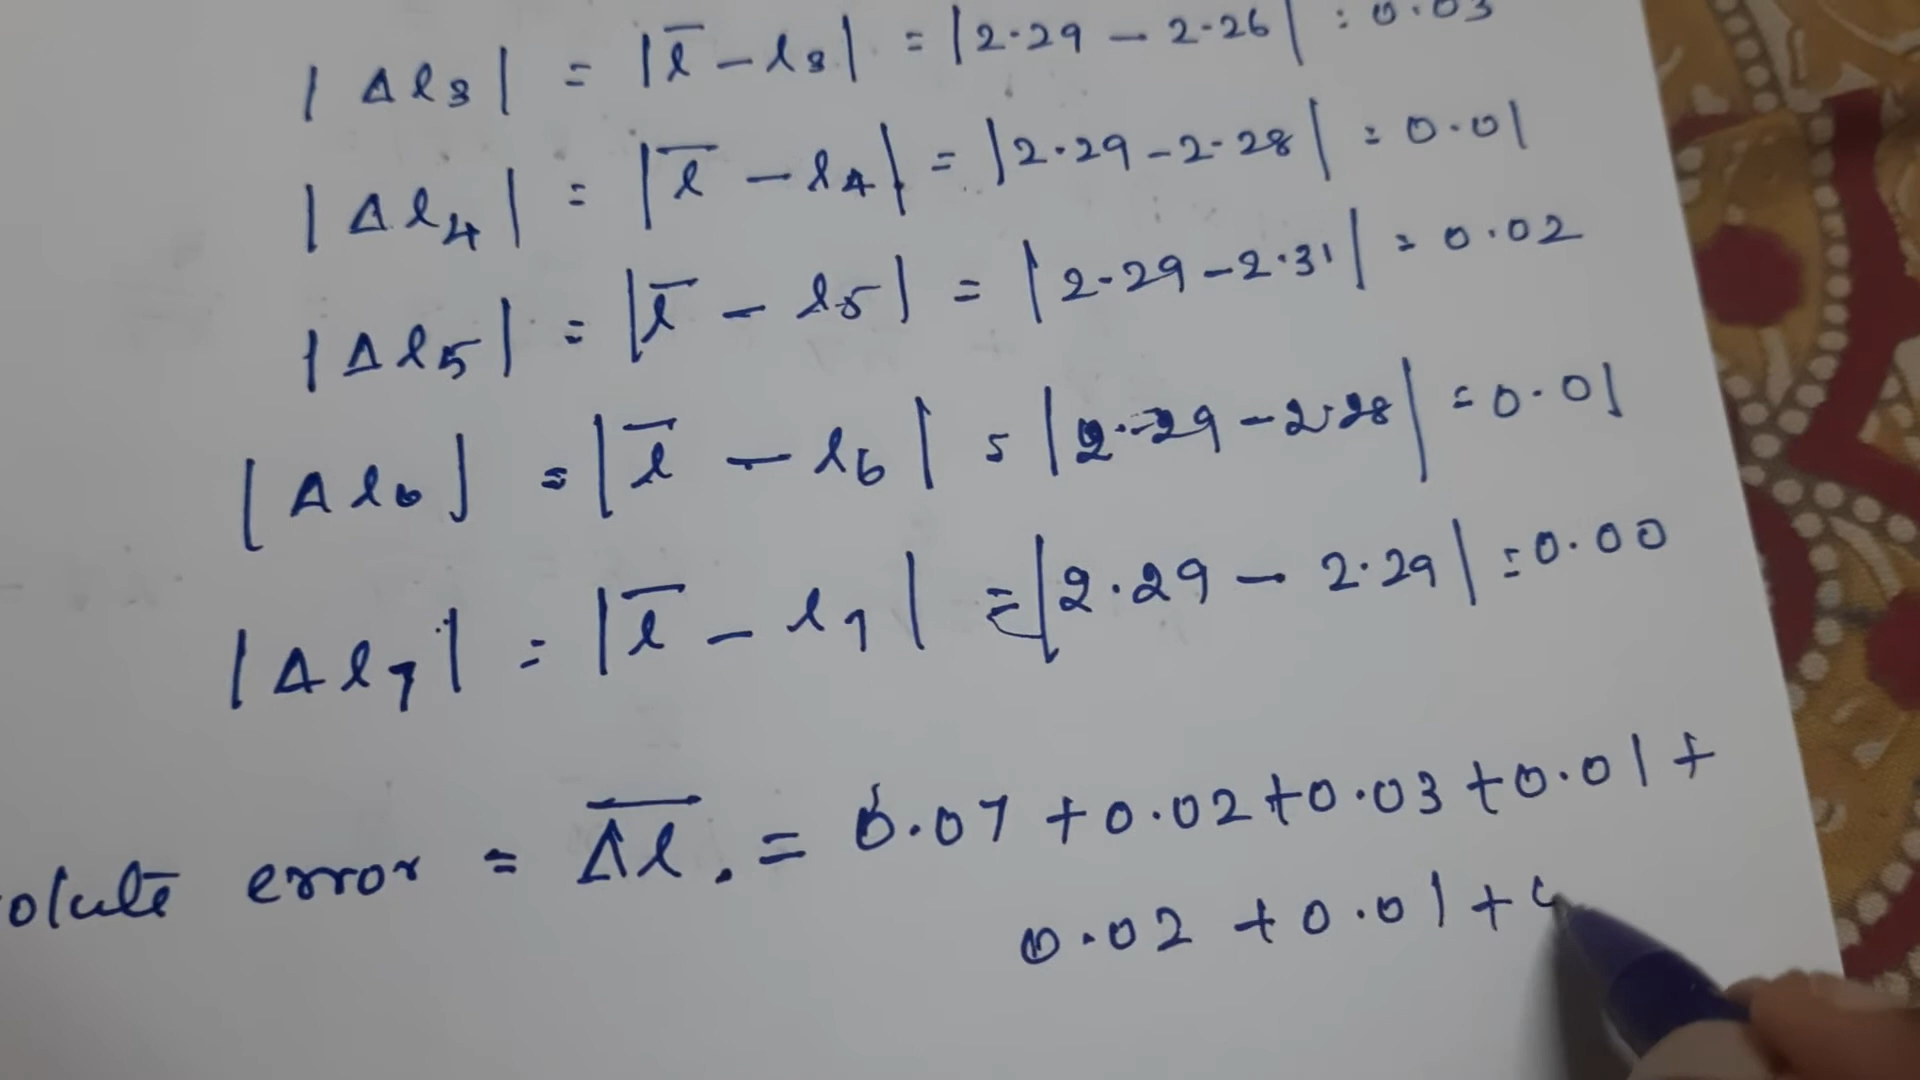 |Δl₃| = |l̅ - l₃| = |2.29 - 2.26| = 0.03
|Δl₄| = |l̅ - l₄| = |2.29 - 2.28| = 0.01
|Δl₅| = |l̅ - l₅| = |2.29 - 2.31| = 0.02
|Δl₆| = |l̅ - l₆| = |2.29 - 2.28| = 0.01
|Δl₇| = |l̅ - l₇| = |2.29 - 2.29| = 0.00
olute error = Δl̅. = 0.07 + 0.02 + 0.03 + 0.01 +
0.02 + 0.01 +